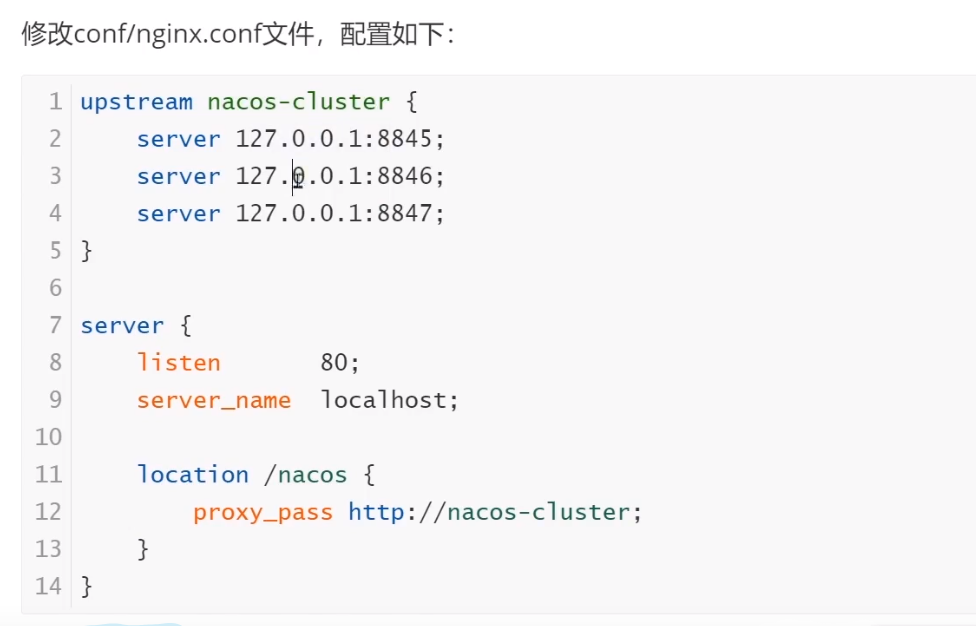 修改conf/nginx.conf文件，配置如下：
1 upstream nacos-cluster {
2     server 127.0.0.1:8845;
3     server 127.0.0.1:8846;
4     server 127.0.0.1:8847;
5 }
6
7 server {
8     listen       80;
9     server_name  localhost;
10
11     location /nacos {
12         proxy_pass http://nacos-cluster;
13     }
14 }